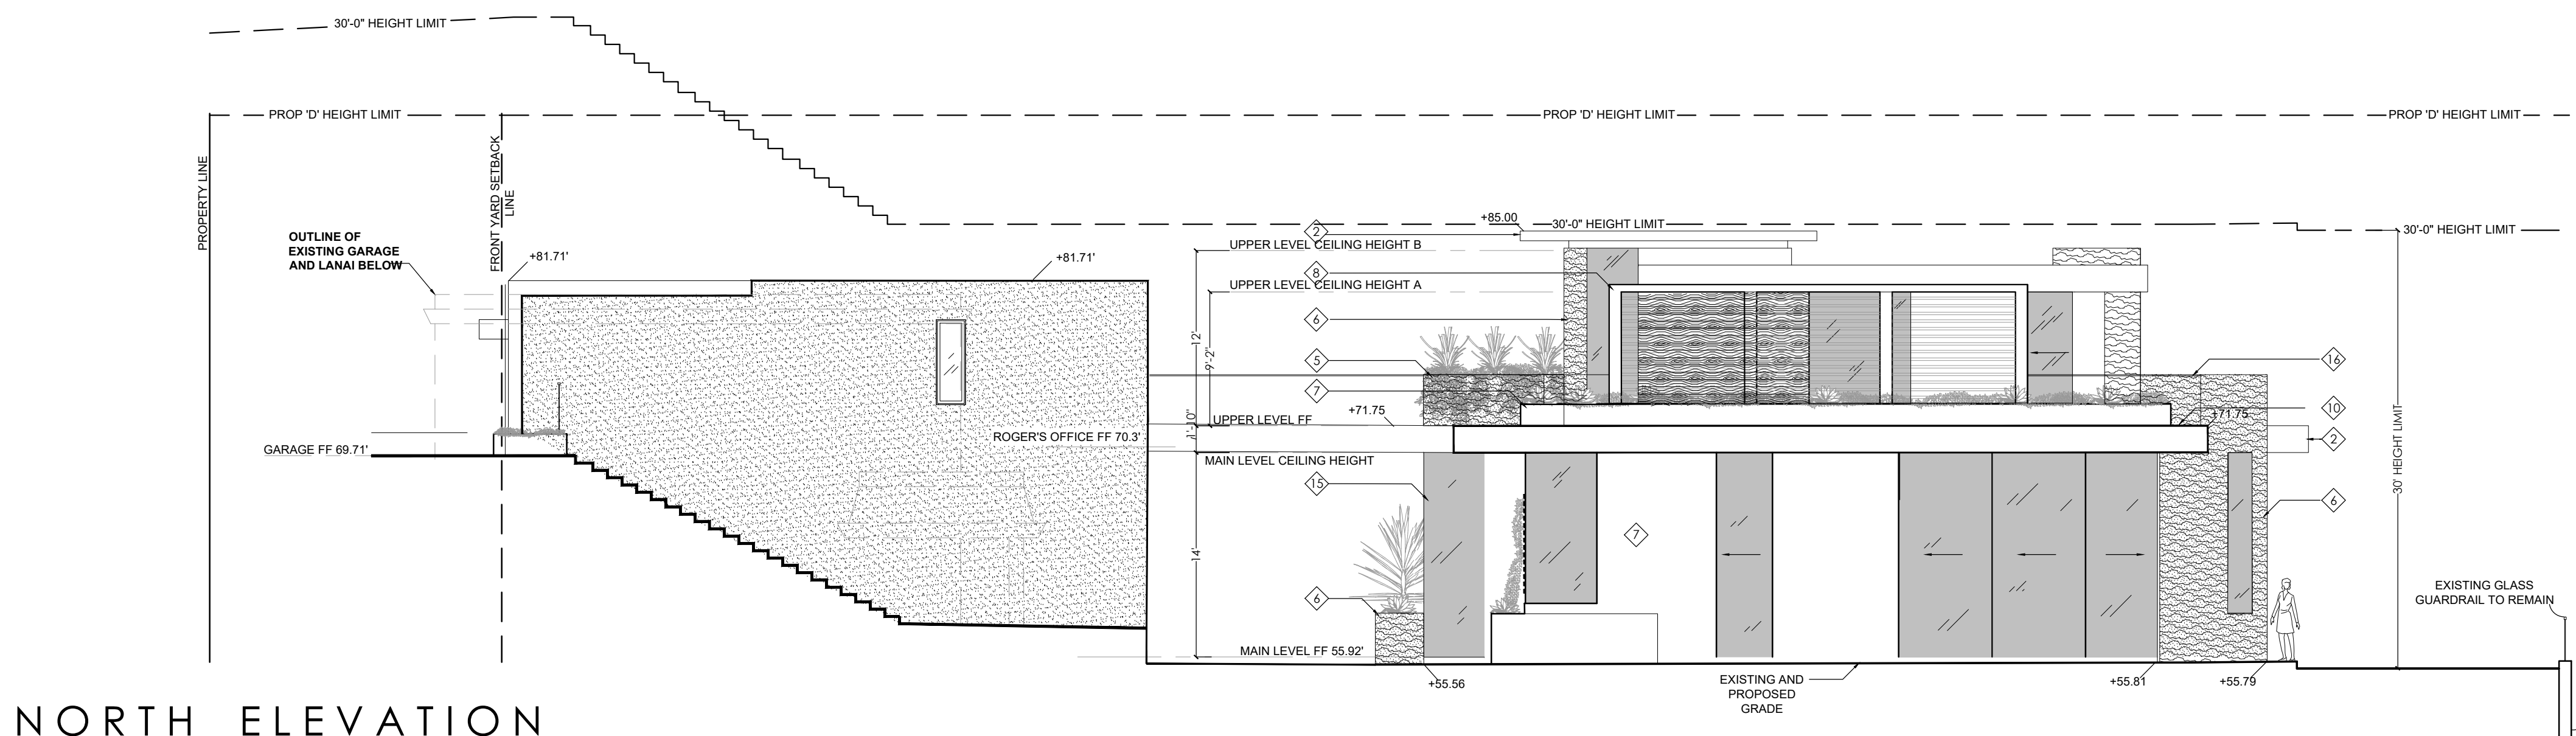 30'-0" HEIGHT LIMIT
PROP 'D' HEIGHT LIMIT
PROP 'D' HEIGHT LIMIT
PROP 'D' HEIGHT LIMIT
PROPERTY LINE
FRONT YARD SETBACK
LINE
OUTLINE OF
EXISTING GARAGE
AND LANAI BELOW
+81.71'
+81.71'
GARAGE FF 69.71'
ROGER'S OFFICE FF 70.3'
+85.00
30'-0" HEIGHT LIMIT
30'-0" HEIGHT LIMIT
2
UPPER LEVEL CEILING HEIGHT B
8
UPPER LEVEL CEILING HEIGHT A
6
12'
9'-2"
5
7
1'-10"
+71.75
UPPER LEVEL FF
MAIN LEVEL CEILING HEIGHT
15
14'
6
MAIN LEVEL FF 55.92'
7
16
10
+71.75
2
6
30' HEIGHT LIMIT
EXISTING GLASS
GUARDRAIL TO REMAIN
+55.56
EXISTING AND
PROPOSED
GRADE
+55.81
+55.79
NORTH ELEVATION